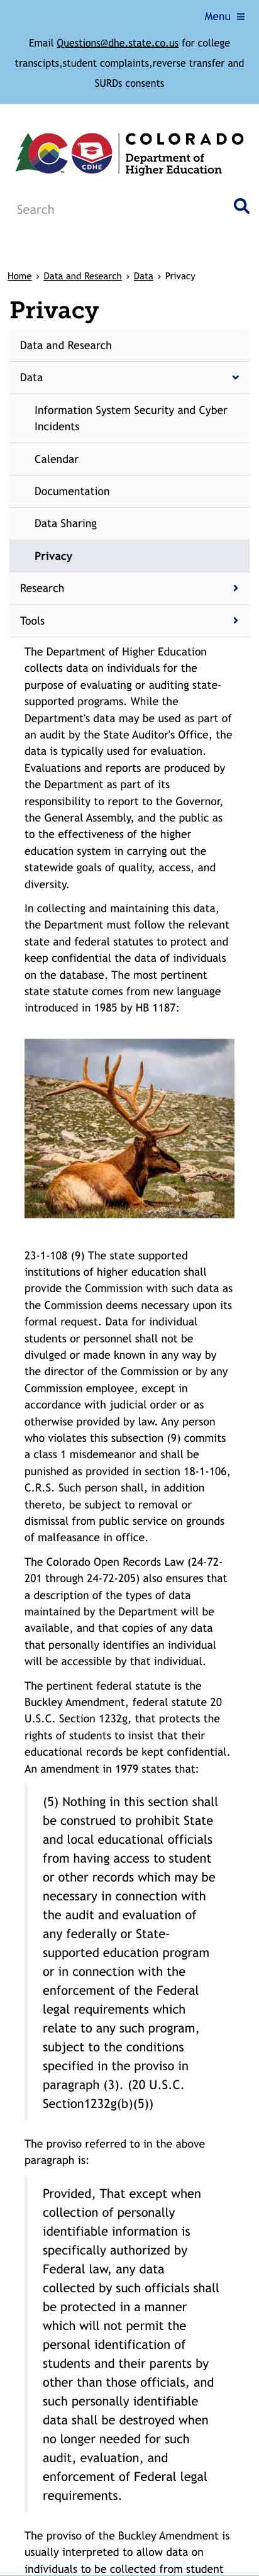 Menu
Email Questions@dhe.state.co.us for college
transcipts,student complaints,reverse transfer and
SURDs consents
COLORADO
CDHE
Department of
Higher Education
Search
Home › Data and Research › Data › Privacy
Privacy
Data and Research
Data
Information System Security and Cyber
Incidents
Calendar
Documentation
Data Sharing
Privacy
Research
Tools
The Department of Higher Education
collects data on individuals for the
purpose of evaluating or auditing state-
supported programs. While the
Department's data may be used as part of
an audit by the State Auditor's Office, the
data is typically used for evaluation.
Evaluations and reports are produced by
the Department as part of its
responsibility to report to the Governor,
the General Assembly, and the public as
to the effectiveness of the higher
education system in carrying out the
statewide goals of quality, access, and
diversity.
In collecting and maintaining this data,
the Department must follow the relevant
state and federal statutes to protect and
keep confidential the data of individuals
on the database. The most pertinent
state statute comes from new language
introduced in 1985 by HB 1187:
23-1-108 (9) The state supported
institutions of higher education shall
provide the Commission with such data as
the Commission deems necessary upon its
formal request. Data for individual
students or personnel shall not be
divulged or made known in any way by
the director of the Commission or by any
Commission employee, except in
accordance with judicial order or as
otherwise provided by law. Any person
who violates this subsection (9) commits
a class 1 misdemeanor and shall be
punished as provided in section 18-1-106,
C.R.S. Such person shall, in addition
thereto, be subject to removal or
dismissal from public service on grounds
of malfeasance in office.
The Colorado Open Records Law (24-72-
201 through 24-72-205) also ensures that
a description of the types of data
maintained by the Department will be
available, and that copies of any data
that personally identifies an individual
will be accessible by that individual.
The pertinent federal statute is the
Buckley Amendment, federal statute 20
U.S.C. Section 1232g, that protects the
rights of students to insist that their
educational records be kept confidential.
An amendment in 1979 states that:
(5) Nothing in this section shall
be construed to prohibit State
and local educational officials
from having access to student
or other records which may be
necessary in connection with
the audit and evaluation of
any federally or State-
supported education program
or in connection with the
enforcement of the Federal
legal requirements which
relate to any such program,
subject to the conditions
specified in the proviso in
paragraph (3). (20 U.S.C.
Section1232g(b)(5))
The proviso referred to in the above
paragraph is:
Provided, That except when
collection of personally
identifiable information is
specifically authorized by
Federal law, any data
collected by such officials shall
be protected in a manner
which will not permit the
personal identification of
students and their parents by
other than those officials, and
such personally identifiable
data shall be destroyed when
no longer needed for such
audit, evaluation, and
enforcement of Federal legal
requirements.
The proviso of the Buckley Amendment is
usually interpreted to allow data on
individuals to be collected from student